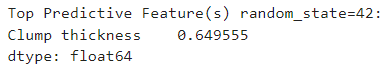 Top Predictive Feature(s) random_state=42:
Clump thickness    0.649555
dtype: float64